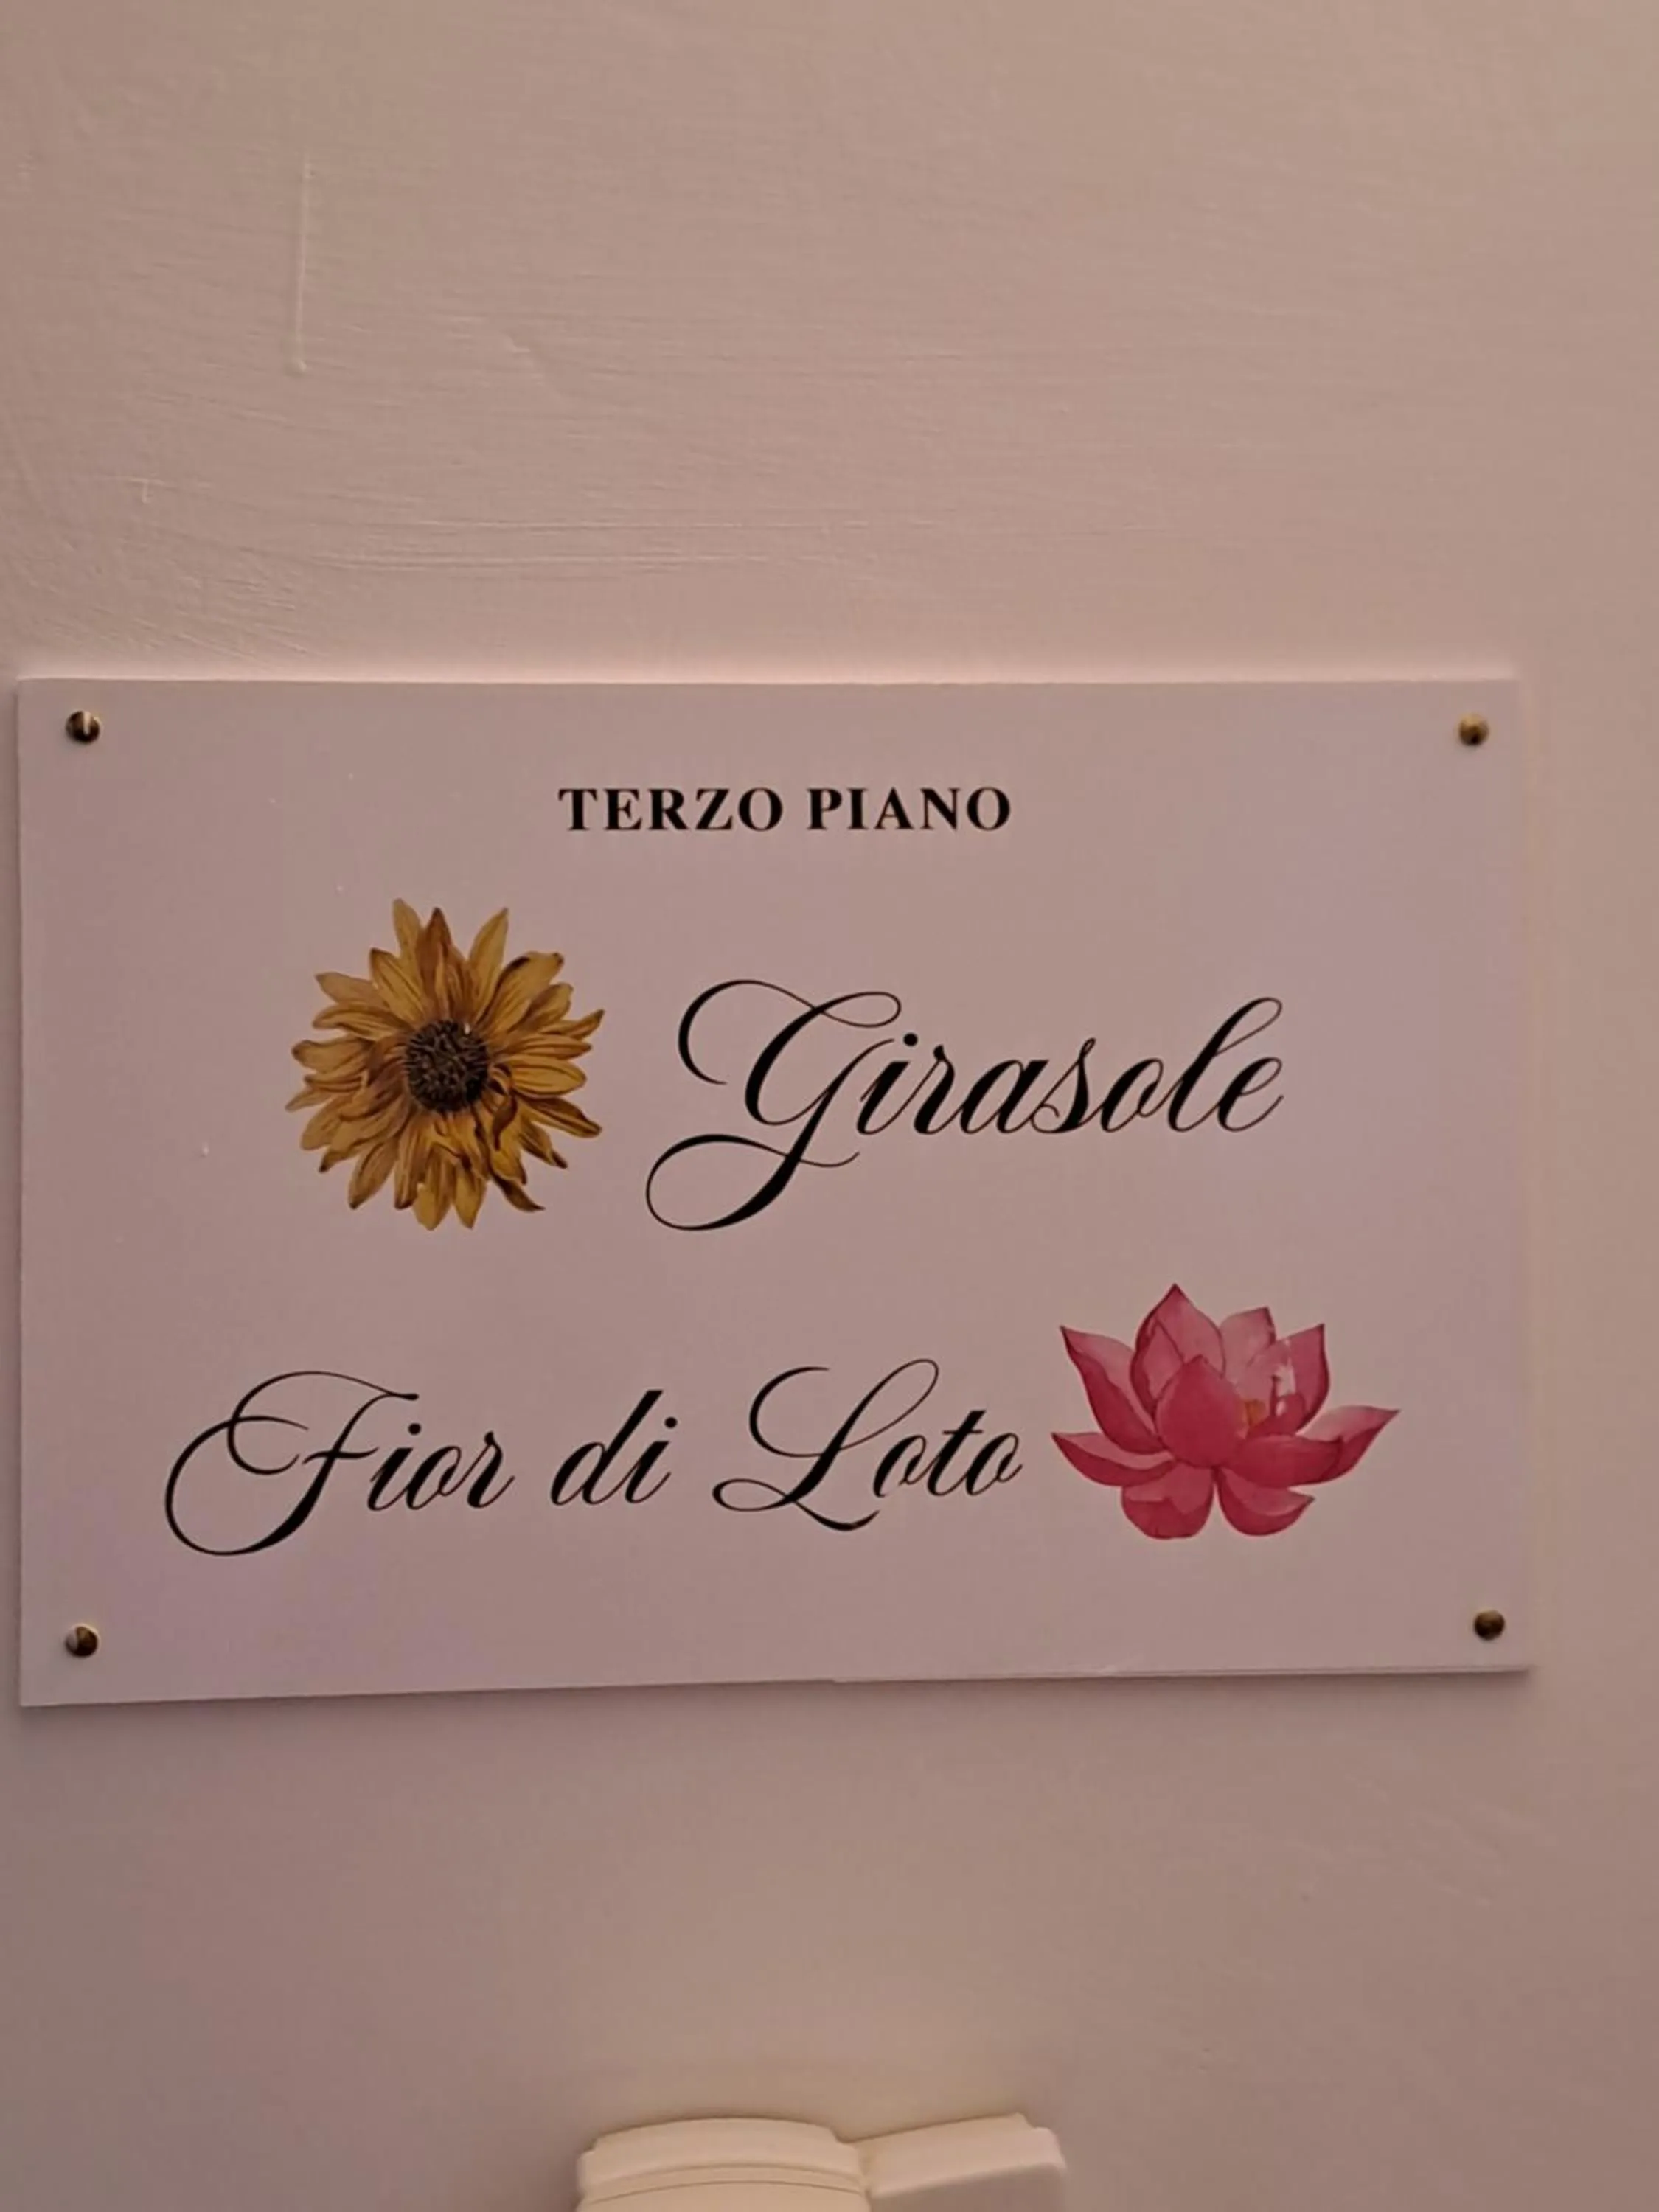 TERZO PIANO
Girasole
Fior di Loto